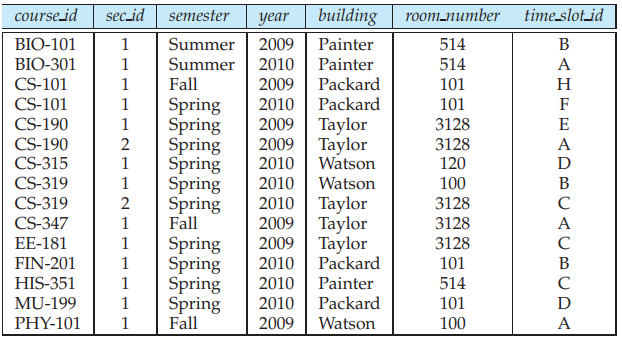 course_id sec_id semester year building room_number time_slot_id
BIO-101 1 Summer 2009 Painter 514 B
BIO-301 1 Summer 2010 Painter 514 A
CS-101 1 Fall 2009 Packard 101 H
CS-101 1 Spring 2010 Packard 101 F
CS-190 1 Spring 2009 Taylor 3128 E
CS-190 2 Spring 2009 Taylor 3128 A
CS-315 1 Spring 2010 Watson 120 D
CS-319 1 Spring 2010 Watson 100 B
CS-319 2 Spring 2010 Taylor 3128 C
CS-347 1 Fall 2009 Taylor 3128 A
EE-181 1 Spring 2009 Taylor 3128 C
FIN-201 1 Spring 2010 Packard 101 B
HIS-351 1 Spring 2010 Painter 514 C
MU-199 1 Spring 2010 Packard 101 D
PHY-101 1 Fall 2009 Watson 100 A